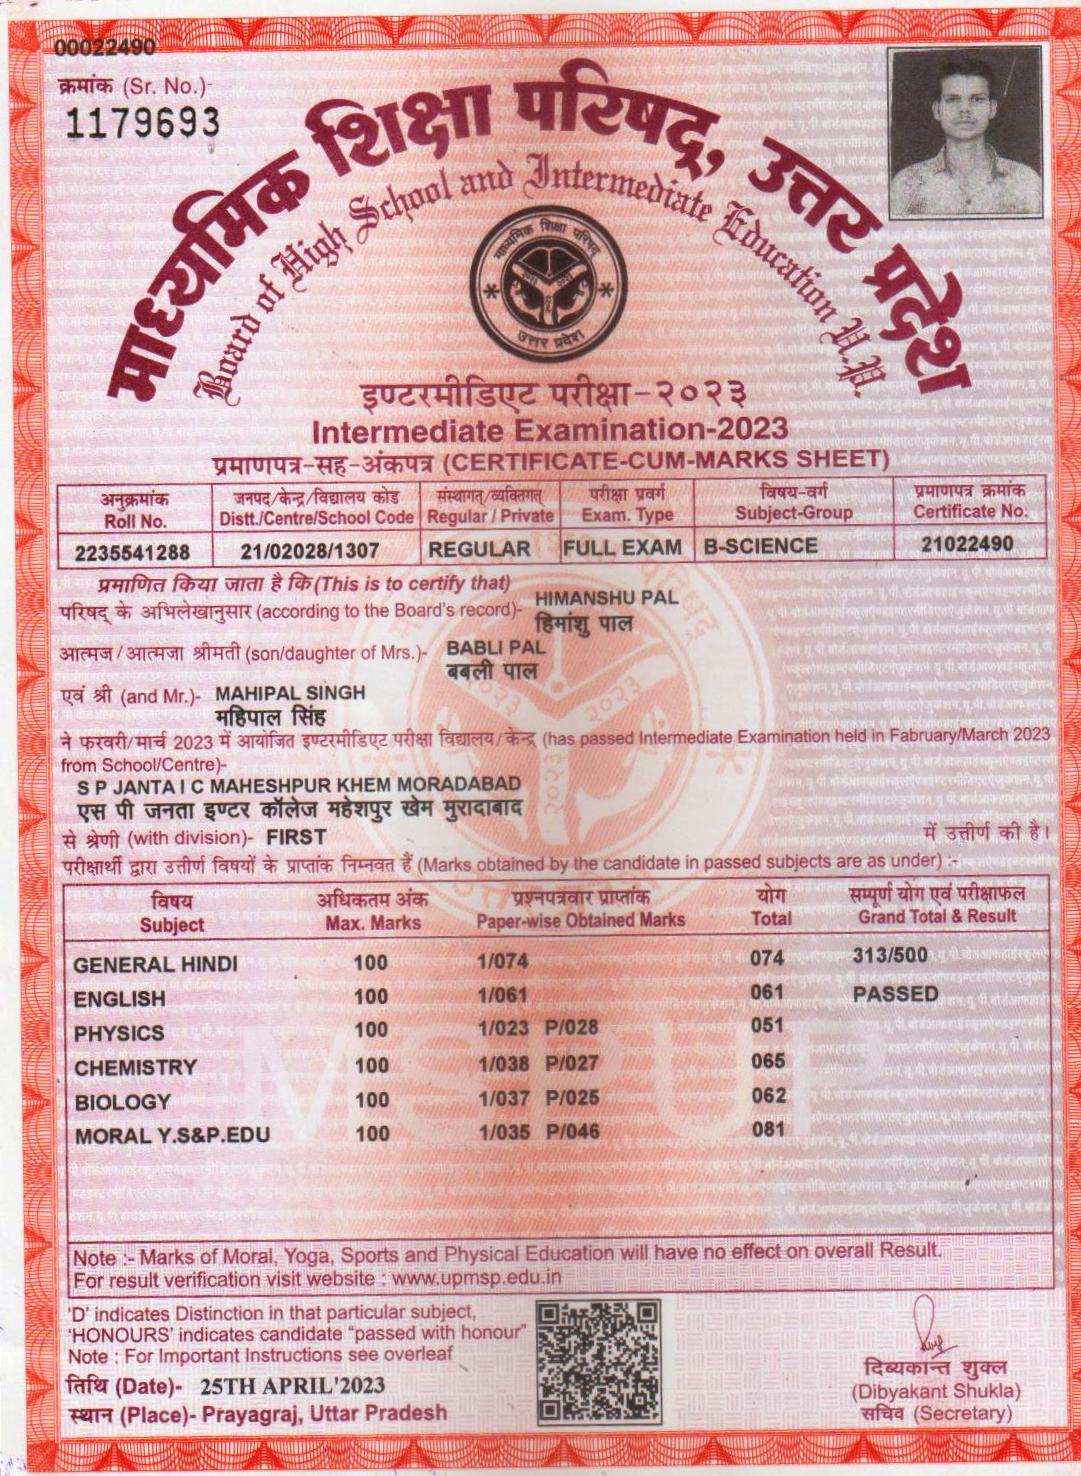 00022490
क्रमांक (Sr. No.)-
1179693
माध्यमिक शिक्षा परिषद्, उत्तर प्रदेश
Board of High School and Intermediate Education U.P.
माध्यमिक शिक्षा परिषद्
उत्तर प्रदेश
इण्टरमीडिएट परीक्षा-२०२३
Intermediate Examination-2023
प्रमाणपत्र-सह-अंकपत्र (CERTIFICATE-CUM-MARKS SHEET)
अनुक्रमांक जनपद/केन्द्र/विद्यालय कोड संस्थागत्/व्यक्तिगत् परीक्षा प्रवर्ग विषय-वर्ग प्रमाणपत्र क्रमांक
Roll No. Distt./Centre/School Code Regular / Private Exam. Type Subject-Group Certificate No.
2235541288 21/02028/1307 REGULAR FULL EXAM B-SCIENCE 21022490
प्रमाणित किया जाता है कि (This is to certify that)
परिषद् के अभिलेखानुसार (according to the Board's record)- HIMANSHU PAL
हिमांशु पाल
आत्मज/आत्मजा श्रीमती (son/daughter of Mrs.)- BABLI PAL
बबली पाल
एवं श्री (and Mr.)- MAHIPAL SINGH
महिपाल सिंह
ने फरवरी/मार्च 2023 में आयोजित इण्टरमीडिएट परीक्षा विद्यालय/केन्द्र (has passed Intermediate Examination held in Fabruary/March 2023
from School/Centre)-
S P JANTA I C MAHESHPUR KHEM MORADABAD
एस पी जनता इण्टर कॉलेज महेशपुर खेम मुरादाबाद
से श्रेणी (with division)- FIRST में उत्तीर्ण की है।
परीक्षार्थी द्वारा उत्तीर्ण विषयों के प्राप्तांक निम्नवत हैं (Marks obtained by the candidate in passed subjects are as under) :-
विषय अधिकतम अंक प्रश्नपत्रवार प्राप्तांक योग सम्पूर्ण योग एवं परीक्षाफल
Subject Max. Marks Paper-wise Obtained Marks Total Grand Total & Result
GENERAL HINDI 100 1/074 074 313/500
ENGLISH 100 1/061 061 PASSED
PHYSICS 100 1/023 P/028 051
CHEMISTRY 100 1/038 P/027 065
BIOLOGY 100 1/037 P/025 062
MORAL Y.S&P.EDU 100 1/035 P/046 081
MSPUP
Note :- Marks of Moral, Yoga, Sports and Physical Education will have no effect on overall Result.
For result verification visit website : www.upmsp.edu.in
'D' indicates Distinction in that particular subject,
'HONOURS' indicates candidate "passed with honour"
Note : For Important Instructions see overleaf
तिथि (Date)- 25TH APRIL'2023
स्थान (Place)- Prayagraj, Uttar Pradesh
दिब्यकान्त शुक्ल
(Dibyakant Shukla)
सचिव (Secretary)